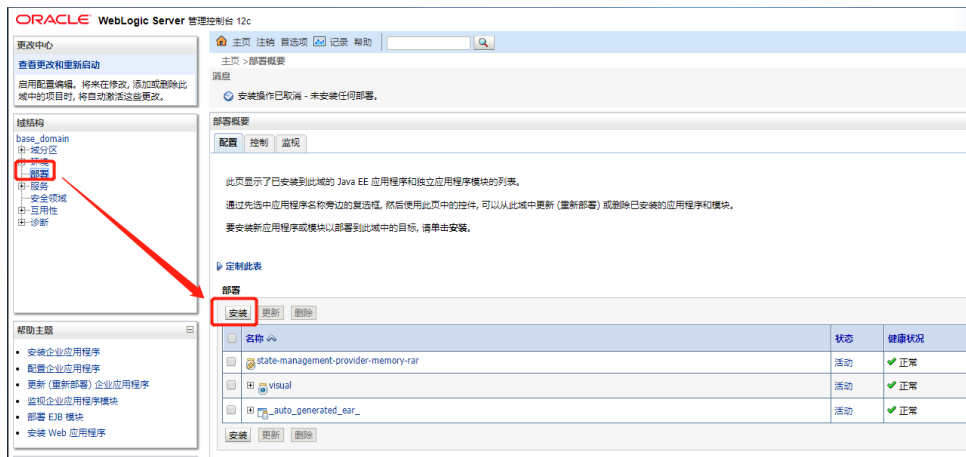 ORACLE WebLogic Server 管理控制台 12c
更改中心
查看更改和重新启动
启用配置编辑。将来在修改, 添加或删除此
域中的项目时, 将自动激活这些更改。
域结构
base_domain
域分区
环境
部署
服务
安全领域
互用性
诊断
帮助主题
安装企业应用程序
配置企业应用程序
更新 (重新部署) 企业应用程序
监视企业应用程序模块
部署 EJB 模块
安装 Web 应用程序
主页 注销 首选项 记录 帮助
主页 >部署概要
消息
安装操作已取消 - 未安装任何部署。
部署概要
配置 控制 监视
此页显示了已安装到此域的 Java EE 应用程序和独立应用程序模块的列表。
通过先选中应用程序名称旁边的复选框, 然后使用此页中的控件, 可以从此域中更新 (重新部署) 或删除已安装的应用程序和模块。
要安装新应用程序或模块以部署到此域中的目标, 请单击安装。
定制此表
部署
安装 更新 删除
名称 状态 健康状况
state-management-provider-memory-rar 活动 正常
visual 活动 正常
_auto_generated_ear_ 活动 正常
安装 更新 删除